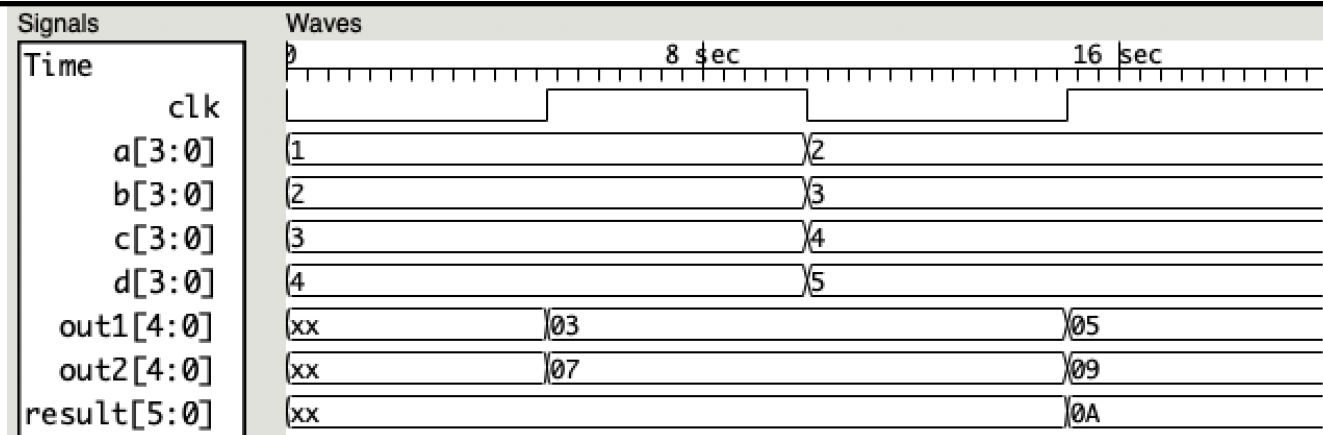 Signals Waves
Time 0 8 sec 16 sec
clk
a[3:0] 1 2
b[3:0] 2 3
c[3:0] 3 4
d[3:0] 4 5
out1[4:0] xx 03 05
out2[4:0] xx 07 09
result[5:0] xx 0A